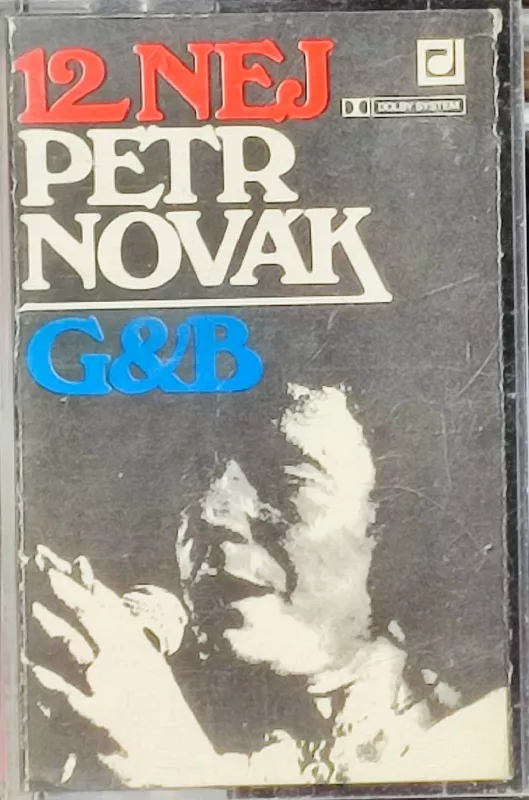 12 NEJ
DOLBY SYSTEM
PETR
NOVÁK
G&B